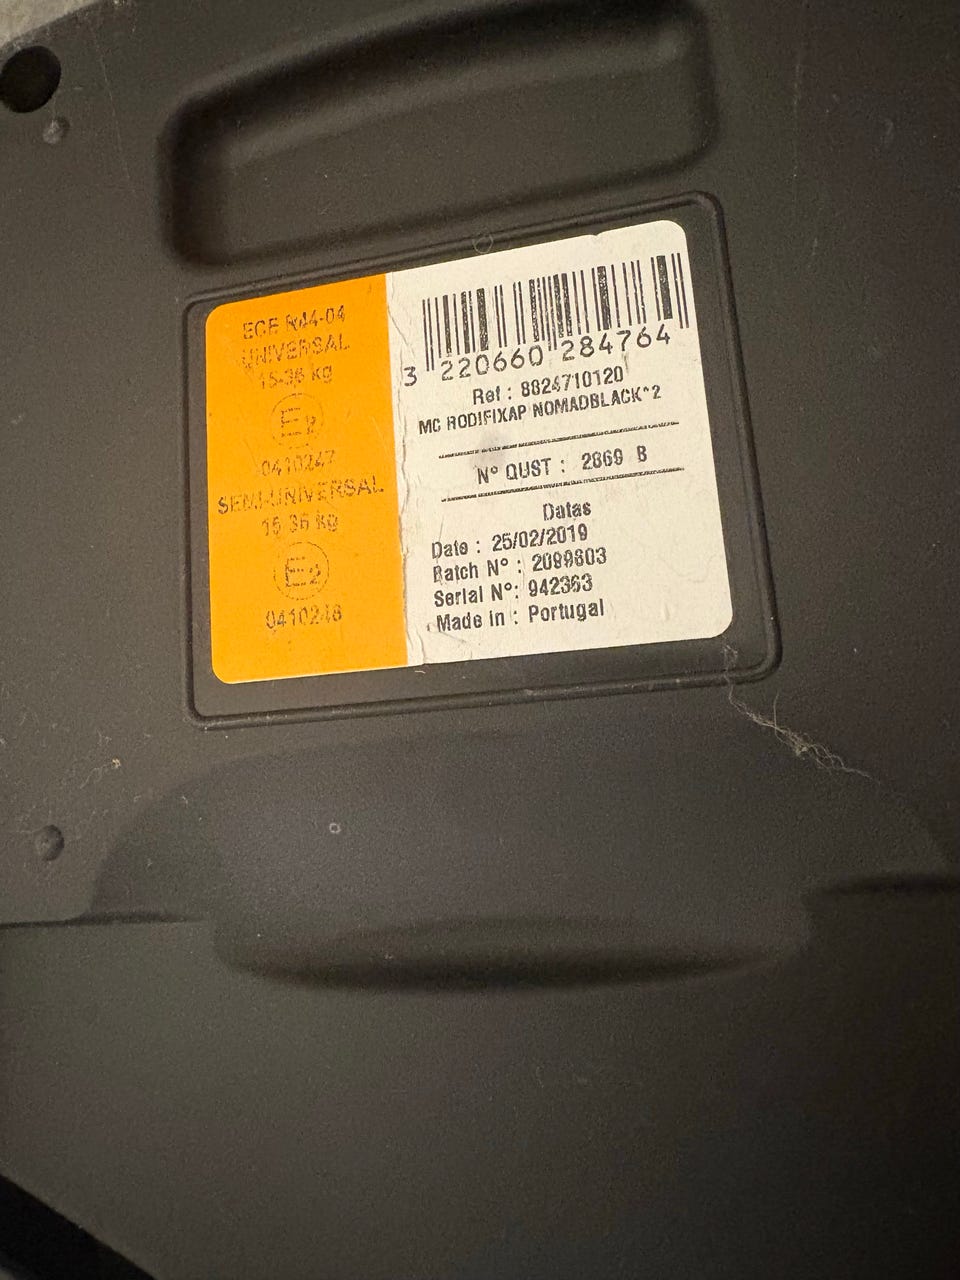 ECE R44-04
UNIVERSAL
15-36 kg
E2
0410247
SEMI-UNIVERSAL
15-36 kg
E2
0410248
3 220660 284764
Ref : 8824710120
MC RODIFIXAP NOMADBLACK^2
N° QUST : 2869 B
Datas
Date : 25/02/2019
Batch N° : 2099803
Serial N°: 942363
Made in : Portugal